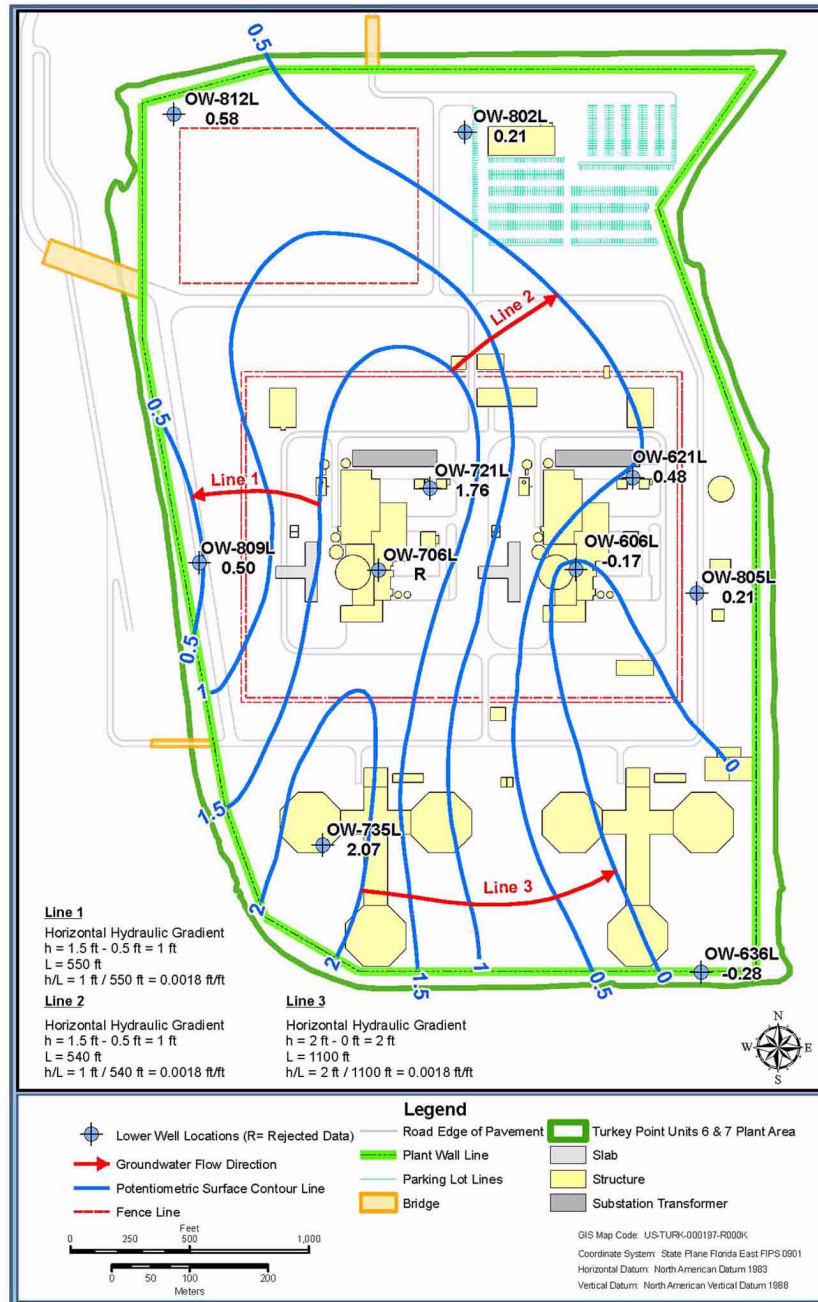 0.5
OW-812L
0.58
OW-802L
0.21
Line 2
0.5
Line 1
OW-721L
1.76
OW-621L
0.48
OW-809L
0.50
OW-706L
R
OW-606L
-0.17
OW-805L
0.21
0.5
1
0
1.5
OW-735L
2.07
Line 3
2
2
1.5
1
0.5
0
OW-636L
-0.28
Line 1
Horizontal Hydraulic Gradient
h = 1.5 ft - 0.5 ft = 1 ft
L = 550 ft
h/L = 1 ft / 550 ft = 0.0018 ft/ft
Line 2
Horizontal Hydraulic Gradient
h = 1.5 ft - 0.5 ft = 1 ft
L = 540 ft
h/L = 1 ft / 540 ft = 0.0018 ft/ft
Line 3
Horizontal Hydraulic Gradient
h = 2 ft - 0 ft = 2 ft
L = 1100 ft
h/L = 2 ft / 1100 ft = 0.0018 ft/ft
N
W E
S
Legend
Lower Well Locations (R= Rejected Data)
Groundwater Flow Direction
Potentiometric Surface Contour Line
Fence Line
Road Edge of Pavement
Plant Wall Line
Parking Lot Lines
Bridge
Turkey Point Units 6 & 7 Plant Area
Slab
Structure
Substation Transformer
Feet
0 250 500 1,000
0 50 100 200
Meters
GIS Map Code: US-TURK-000197-R000K
Coordinate System: State Plane Florida East FIPS 0901
Horizontal Datum: North American Datum 1983
Vertical Datum: North American Vertical Datum 1988